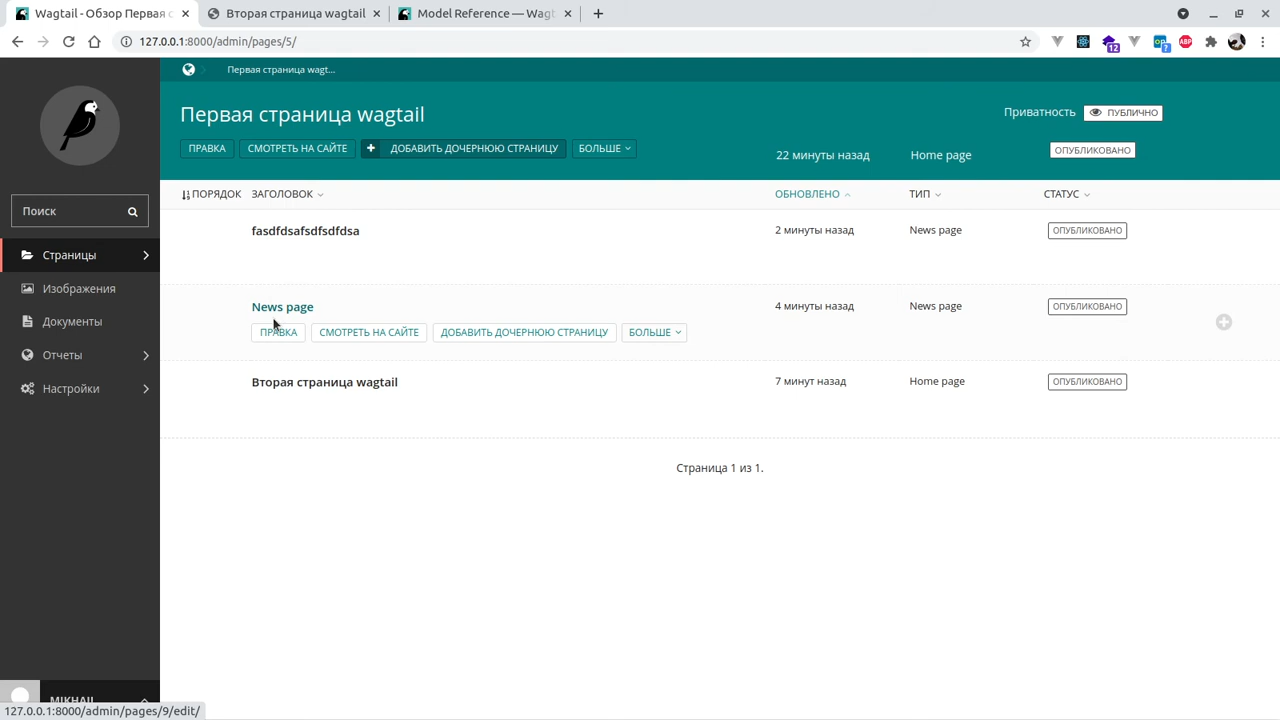 Wagtail - Обзор Первая с
Вторая страница wagtail
Model Reference — Wagt
127.0.0.1:8000/admin/pages/5/
12
op
?
ABP
Первая страница wagt...
Первая страница wagtail
Приватность
ПУБЛИЧНО
ПРАВКА
СМОТРЕТЬ НА САЙТЕ
ДОБАВИТЬ ДОЧЕРНЮЮ СТРАНИЦУ
БОЛЬШЕ
22 минуты назад
Home page
ОПУБЛИКОВАНО
Поиск
Страницы
Изображения
Документы
Отчеты
Настройки
ПОРЯДОК
ЗАГОЛОВОК
ОБНОВЛЕНО
ТИП
СТАТУС
fasdfdsafsdfsdfdsa
2 минуты назад
News page
ОПУБЛИКОВАНО
News page
4 минуты назад
News page
ОПУБЛИКОВАНО
ПРАВКА
СМОТРЕТЬ НА САЙТЕ
ДОБАВИТЬ ДОЧЕРНЮЮ СТРАНИЦУ
БОЛЬШЕ
Вторая страница wagtail
7 минут назад
Home page
ОПУБЛИКОВАНО
Страница 1 из 1.
MIKHAIL
127.0.0.1:8000/admin/pages/9/edit/